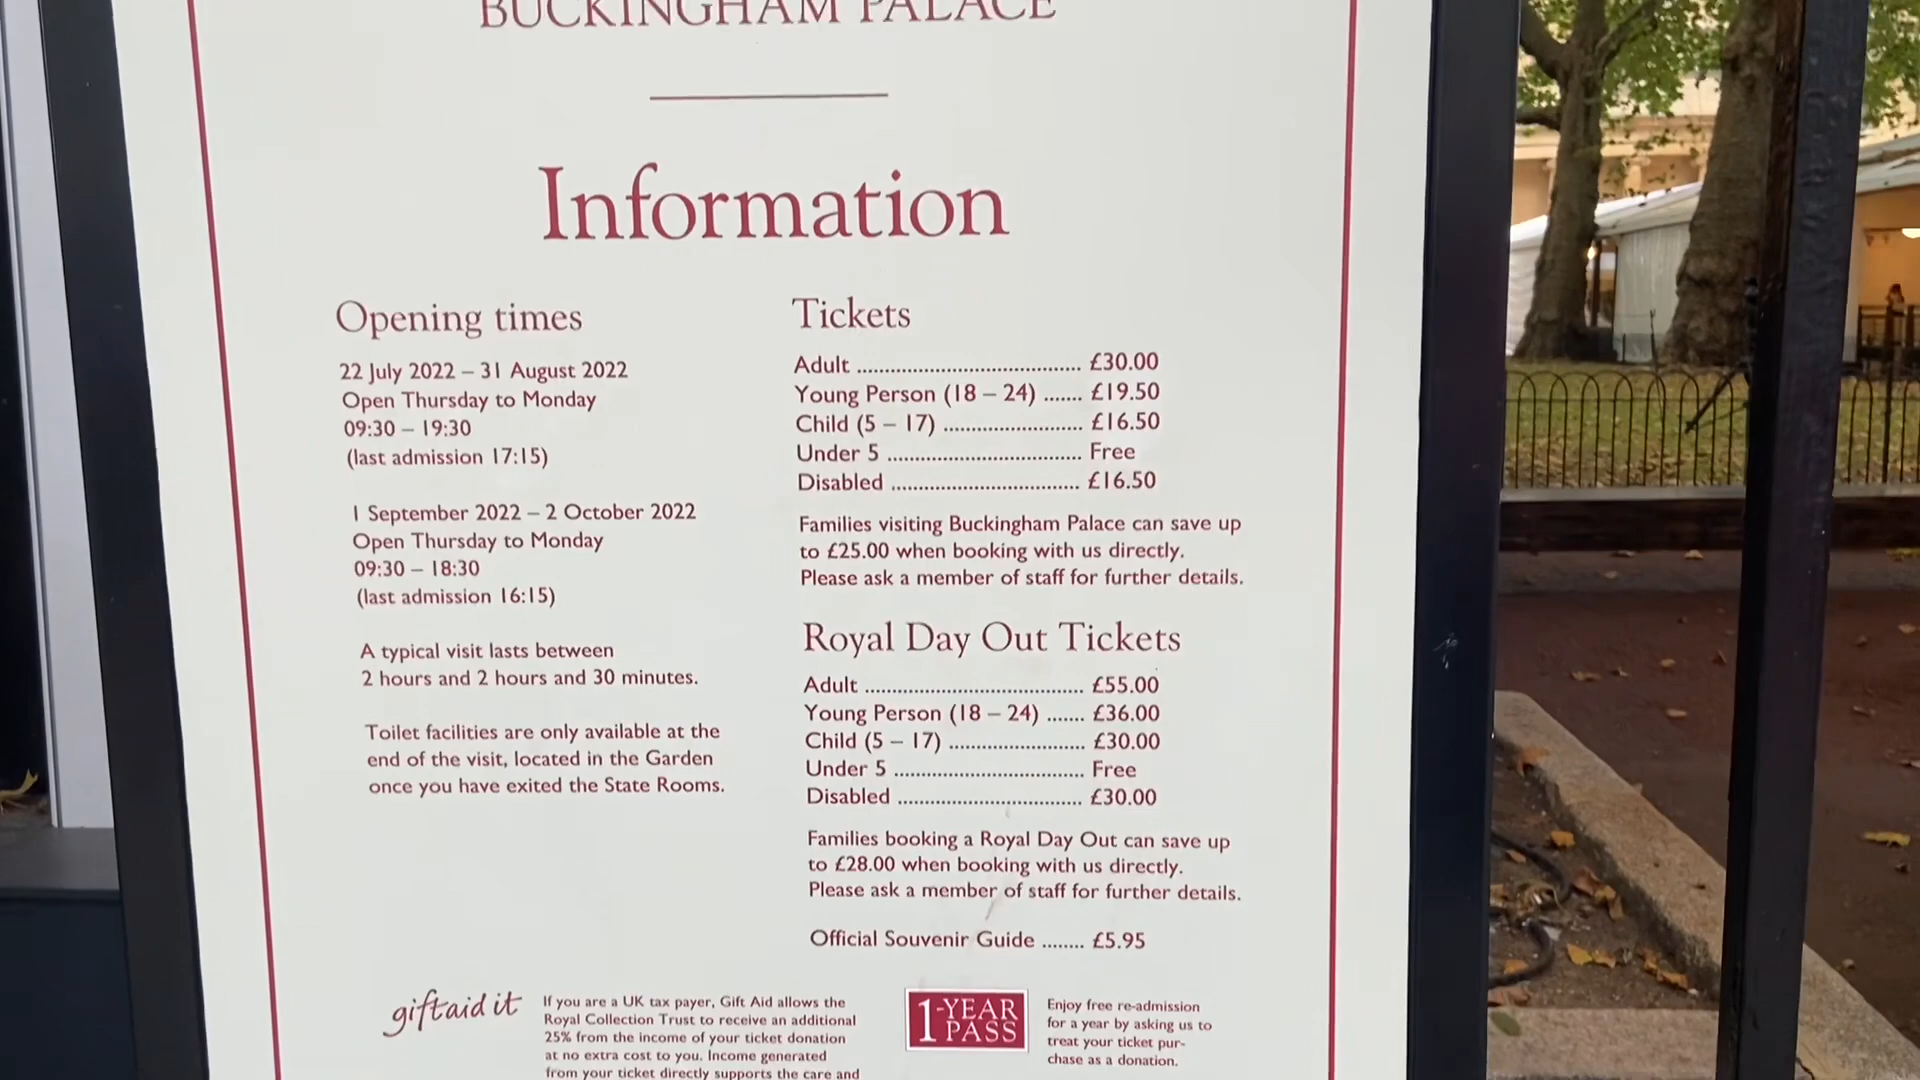 BUCKINGHAM PALACE
Information
Opening times
22 July 2022 – 31 August 2022
Open Thursday to Monday
09:30 – 19:30
(last admission 17:15)
1 September 2022 – 2 October 2022
Open Thursday to Monday
09:30 – 18:30
(last admission 16:15)
A typical visit lasts between
2 hours and 2 hours and 30 minutes.
Toilet facilities are only available at the
end of the visit, located in the Garden
once you have exited the State Rooms.
Tickets
Adult .................................... £30.00
Young Person (18 – 24) ....... £19.50
Child (5 – 17) ....................... £16.50
Under 5 ................................ Free
Disabled ............................... £16.50
Families visiting Buckingham Palace can save up
to £25.00 when booking with us directly.
Please ask a member of staff for further details.
Royal Day Out Tickets
Adult .................................... £55.00
Young Person (18 – 24) ....... £36.00
Child (5 – 17) ....................... £30.00
Under 5 ................................ Free
Disabled ............................... £30.00
Families booking a Royal Day Out can save up
to £28.00 when booking with us directly.
Please ask a member of staff for further details.
Official Souvenir Guide ........ £5.95
giftaid it
If you are a UK tax payer, Gift Aid allows the
Royal Collection Trust to receive an additional
25% from the income of your ticket donation
at no extra cost to you. Income generated
from your ticket directly supports the care and
1-YEAR
PASS
Enjoy free re-admission
for a year by asking us to
treat your ticket pur-
chase as a donation.